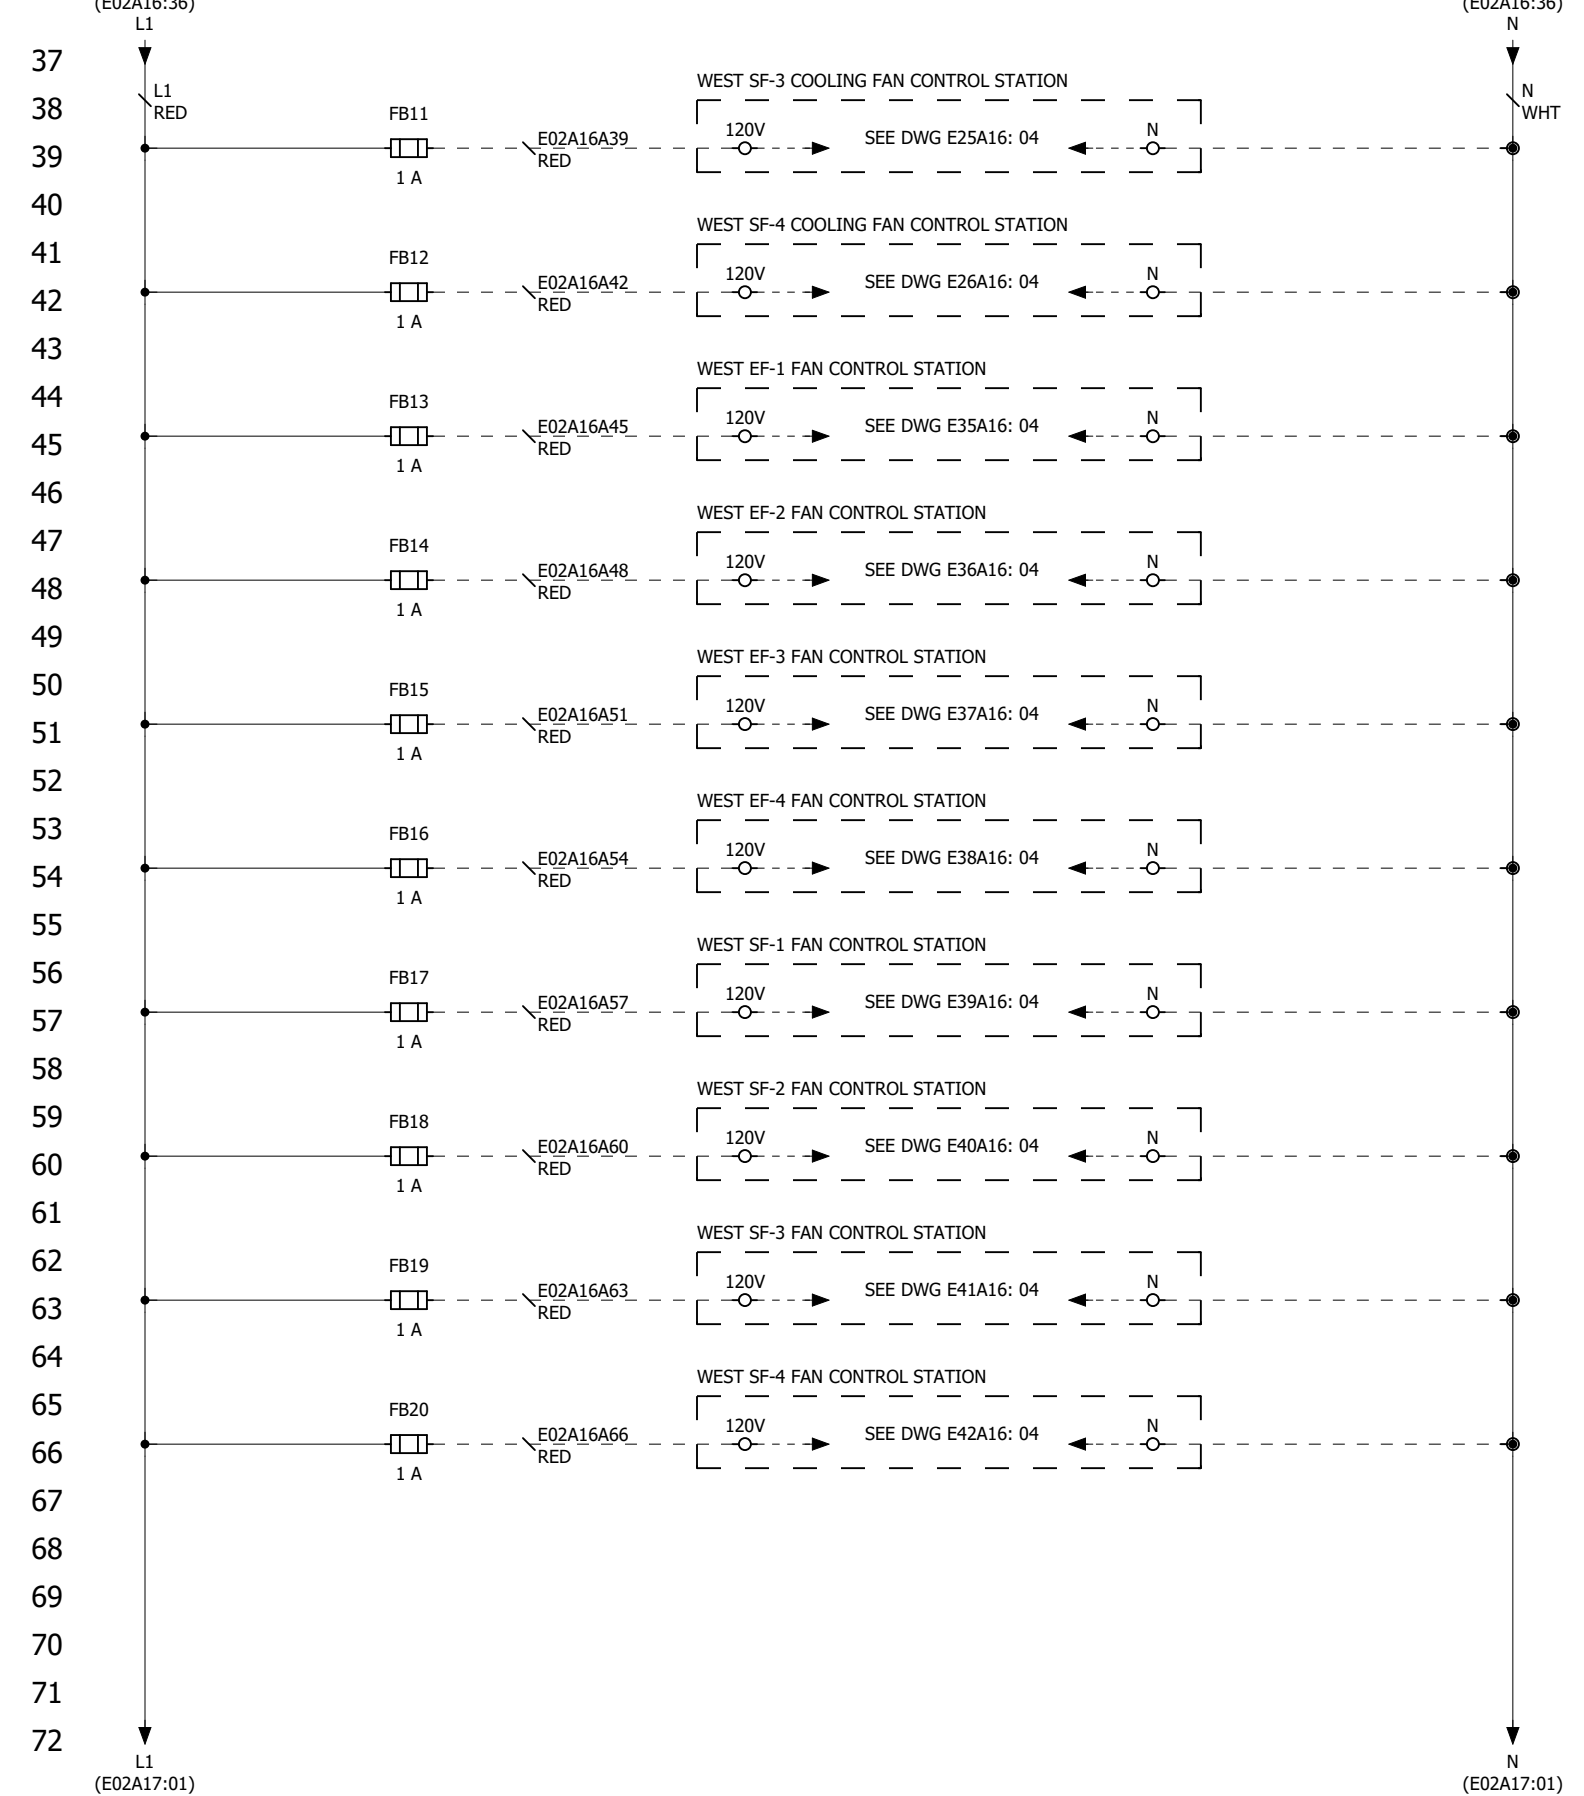 (E02A16:36) (E02A16:36)
L1 N
37
L1 N
38 RED WHT
WEST SF-3 COOLING FAN CONTROL STATION
FB11
120V SEE DWG E25A16: 04 N
E02A16A39
39 RED
1 A
40
WEST SF-4 COOLING FAN CONTROL STATION
41
FB12
120V SEE DWG E26A16: 04 N
E02A16A42
42 RED
1 A
43
WEST EF-1 FAN CONTROL STATION
44
FB13
120V SEE DWG E35A16: 04 N
E02A16A45
45 RED
1 A
46
WEST EF-2 FAN CONTROL STATION
47
FB14
120V SEE DWG E36A16: 04 N
E02A16A48
48 RED
1 A
49
WEST EF-3 FAN CONTROL STATION
50
FB15
120V SEE DWG E37A16: 04 N
E02A16A51
51 RED
1 A
52
WEST EF-4 FAN CONTROL STATION
53
FB16
120V SEE DWG E38A16: 04 N
E02A16A54
54 RED
1 A
55
WEST SF-1 FAN CONTROL STATION
56
FB17
120V SEE DWG E39A16: 04 N
E02A16A57
57 RED
1 A
58
WEST SF-2 FAN CONTROL STATION
59
FB18
120V SEE DWG E40A16: 04 N
E02A16A60
60 RED
1 A
61
WEST SF-3 FAN CONTROL STATION
62
FB19
120V SEE DWG E41A16: 04 N
E02A16A63
63 RED
1 A
64
WEST SF-4 FAN CONTROL STATION
65
FB20
120V SEE DWG E42A16: 04 N
E02A16A66
66 RED
1 A
67
68
69
70
71
72
L1 N
(E02A17:01) (E02A17:01)